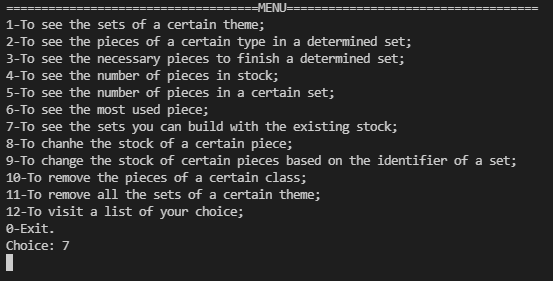 ====================================MENU====================================
1-To see the sets of a certain theme;
2-To see the pieces of a certain type in a determined set;
3-To see the necessary pieces to finish a determined set;
4-To see the number of pieces in stock;
5-To see the number of pieces in a certain set;
6-To see the most used piece;
7-To see the sets you can build with the existing stock;
8-To chanhe the stock of a certain piece;
9-To change the stock of certain pieces based on the identifier of a set;
10-To remove the pieces of a certain class;
11-To remove all the sets of a certain theme;
12-To visit a list of your choice;
0-Exit.
Choice: 7